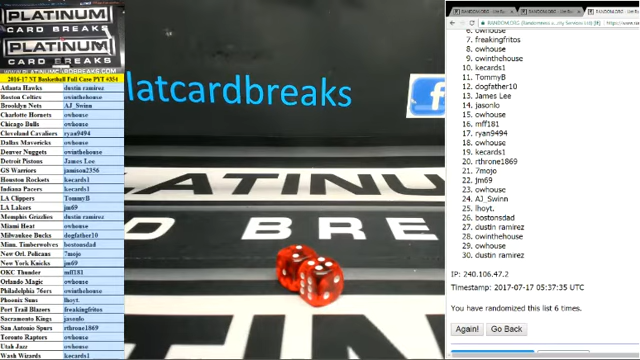 PLATINUM
CARD BREAKS
PLATINUM
CARD BREAKS
WWW.PLATINUMCARDBREAKS.COM
2016-17 NT Basketball Full Case PYT #334
Atlanta Hawks dustin ramirez
Boston Celtics owinthehouse
Brooklyn Nets AJ_Swinn
Charlotte Hornets owhouse
Chicago Bulls owhouse
Cleveland Cavaliers ryan9494
Dallas Mavericks owhouse
Denver Nuggets owinthehouse
Detroit Pistons James Lee
GS Warriors jamison2356
Houston Rockets kecards1
Indiana Pacers kecards1
LA Clippers TommyB
LA Lakers jm69
Memphis Grizzlies dustin ramirez
Miami Heat owhouse
Milwaukee Bucks dogfather10
Minn. Timberwolves bostonsdad
New Orl. Pelicans 7mojo
New York Knicks jm69
OKC Thunder mff181
Orlando Magic owhouse
Philadelphia 76ers owinthehouse
Phoenix Suns lhoyt.
Port Trail Blazers freakingfritos
Sacramento Kings jasonlo
San Antonio Spurs rthrone1869
Toronto Raptors owhouse
Utah Jazz owhouse
Wash Wizards kecards1
latcardbreaks
f
LATINU
D BRE
6. owhouse
7. freakingfritos
8. owhouse
9. owhouse
10. kecards1
11. TommyB
12. dogfather10
13. James Lee
14. jasonlo
15. owhouse
16. mff181
17. ryan9494
18. owhouse
19. kecards1
20. rthrone1869
21. 7mojo
22. jm69
23. owhouse
24. AJ_Swinn
25. lhoyt.
26. bostonsdad
27. dustin ramirez
28. owinthehouse
29. owhouse
30. dustin ramirez
IP: 240.106.47.2
Timestamp: 2017-07-17 05:37:35 UTC
You have randomized this list 6 times.
Again!
Go Back